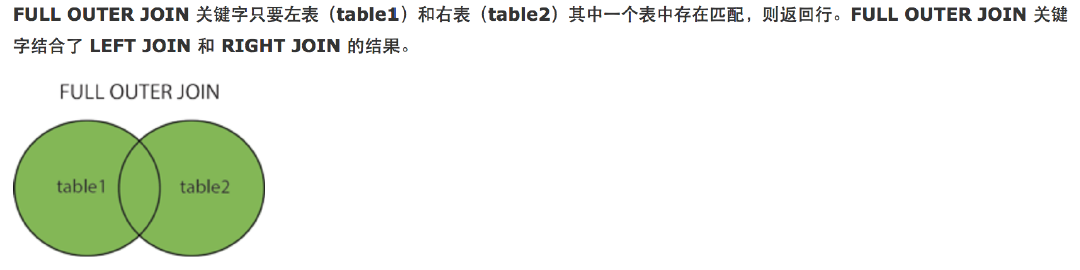 FULL OUTER JOIN 关键字只要左表（table1）和右表（table2）其中一个表中存在匹配，则返回行。FULL OUTER JOIN 关键
字结合了 LEFT JOIN 和 RIGHT JOIN 的结果。
FULL OUTER JOIN
table1 table2